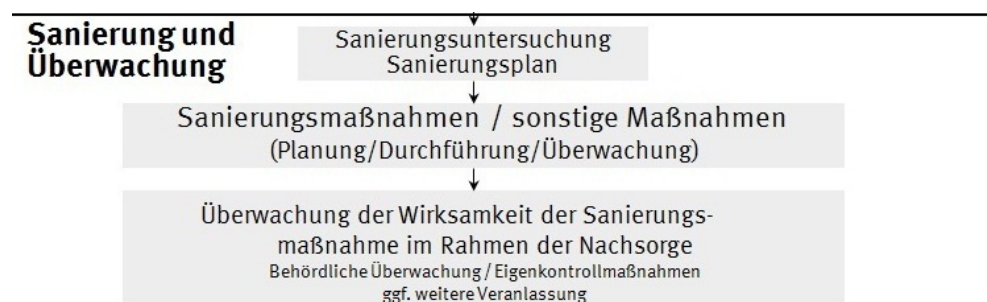 Sanierung und
Überwachung
Sanierungsuntersuchung
Sanierungsplan
Sanierungsmaßnahmen / sonstige Maßnahmen
(Planung/Durchführung/Überwachung)
Überwachung der Wirksamkeit der Sanierungs-
maßnahme im Rahmen der Nachsorge
Behördliche Überwachung / Eigenkontrollmaßnahmen
ggf. weitere Veranlassung